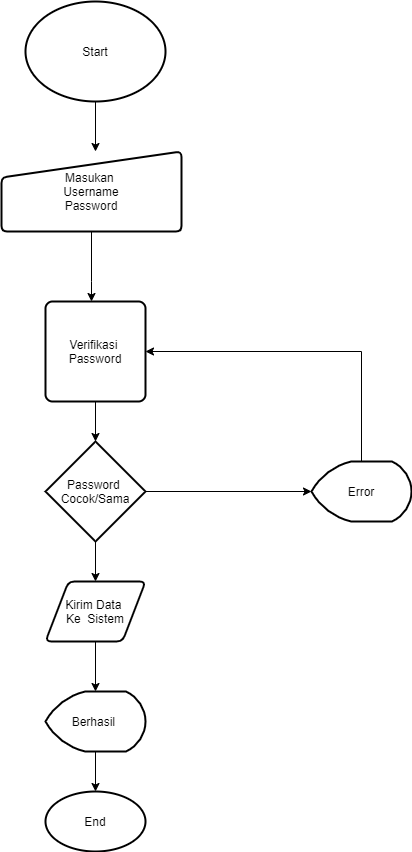 Start
Masukan
Username
Password
Verifikasi
Password
Password
Cocok/Sama
Error
Kirim Data
Ke Sistem
Berhasil
End